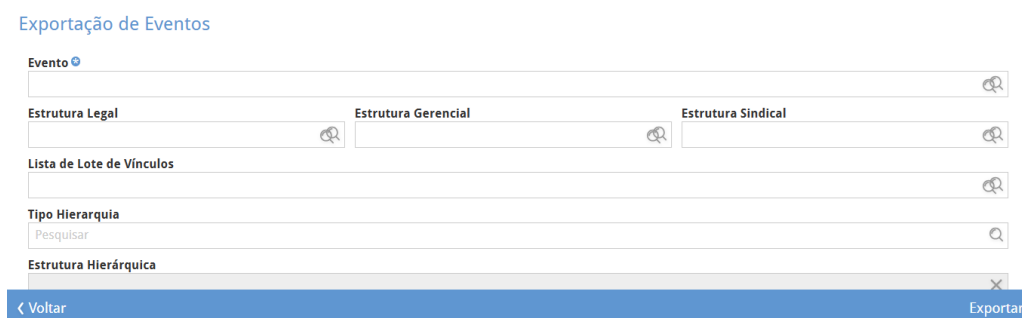 Exportação de Eventos
Evento
Estrutura Legal Estrutura Gerencial Estrutura Sindical
Lista de Lote de Vínculos
Tipo Hierarquia
Pesquisar
Estrutura Hierárquica
Voltar Exportar